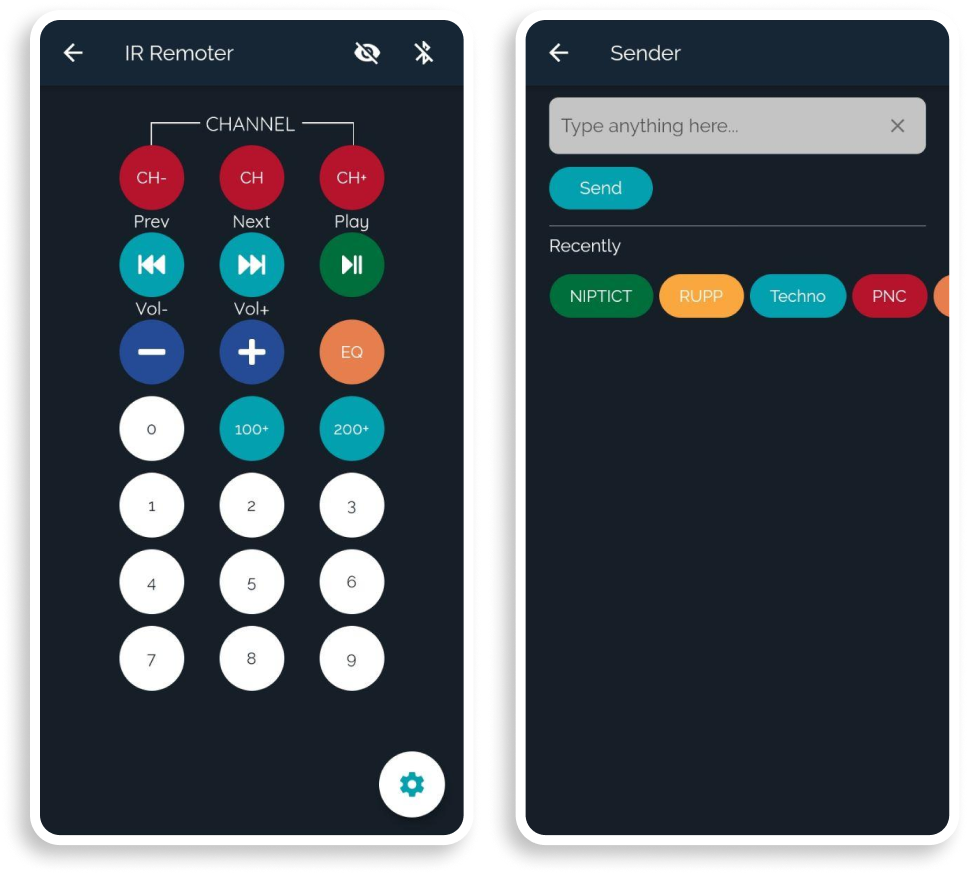 IR Remoter
CHANNEL
CH- CH CH+
Prev Next Play
Vol- Vol+
EQ
0 100+ 200+
1 2 3
4 5 6
7 8 9
Sender
Type anything here...
Send
Recently
NIPTICT RUPP Techno PNC